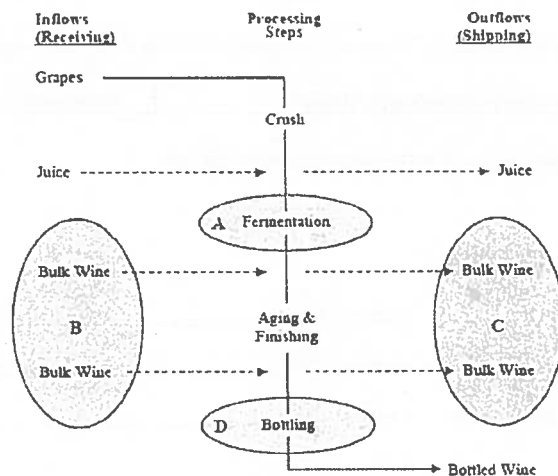 Inflows
(Receiving)
Processing
Steps
Outflows
(Shipping)
Grapes
Crush
Juice
Juice
A
Fermentation
Bulk Wine
Bulk Wine
B
Aging &
Finishing
C
Bulk Wine
Bulk Wine
D
Bottling
Bottled Wine